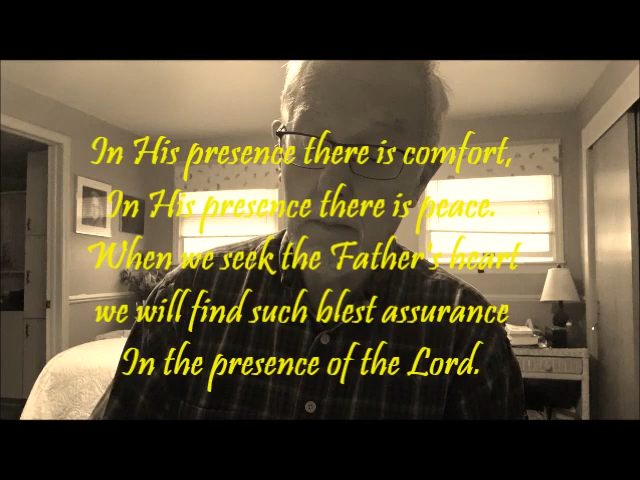 In His presence there is comfort,
In His presence there is peace.
When we seek the Father's heart
we will find such blest assurance
In the presence of the Lord.